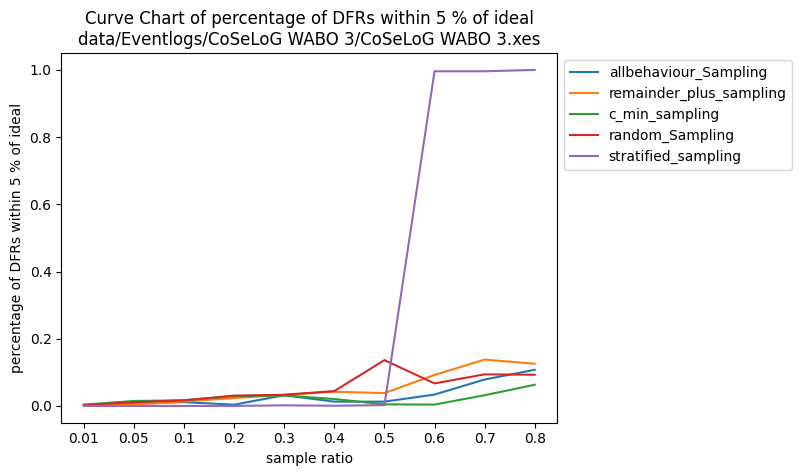 Curve Chart of percentage of DFRs within 5 % of ideal
data/Eventlogs/CoSeLoG WABO 3/CoSeLoG WABO 3.xes
percentage of DFRs within 5 % of ideal
1.0
0.8
0.6
0.4
0.2
0.0
0.01 0.05 0.1 0.2 0.3 0.4 0.5 0.6 0.7 0.8
sample ratio
allbehaviour_Sampling
remainder_plus_sampling
c_min_sampling
random_Sampling
stratified_sampling